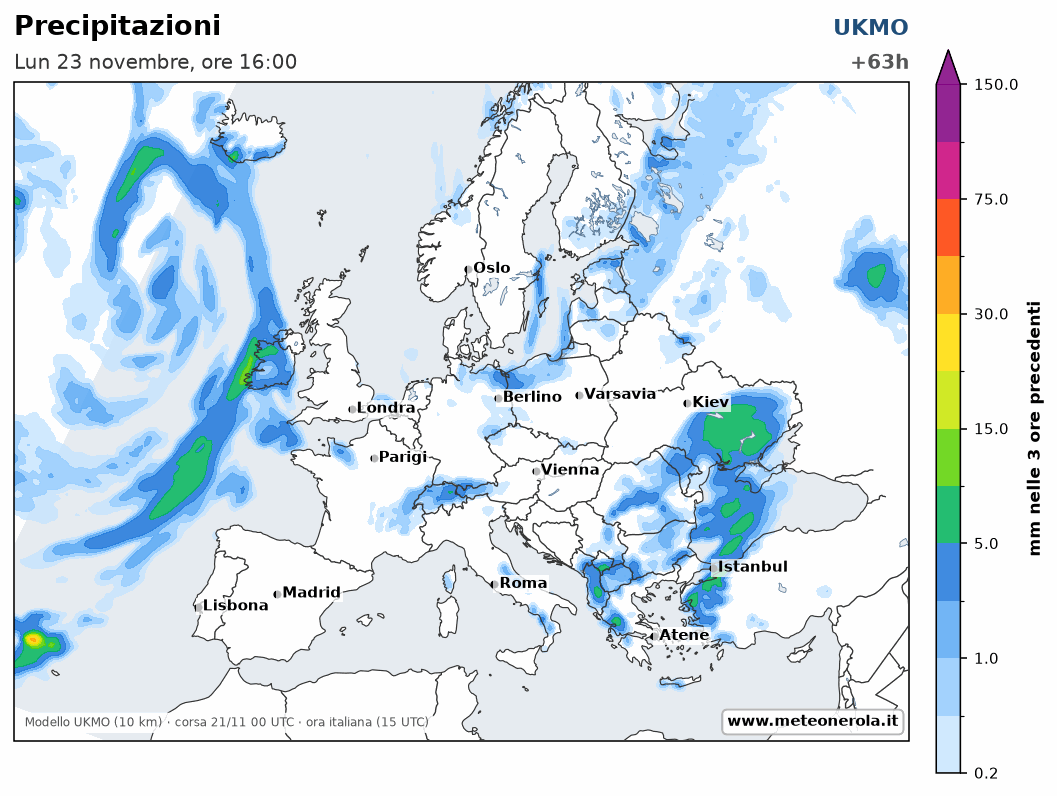 Precipitazioni
UKMO
Lun 23 novembre, ore 16:00
+63h
150.0
75.0
30.0
15.0
5.0
1.0
0.2
mm nelle 3 ore precedenti
Oslo
Londra
Berlino
Varsavia
Kiev
Parigi
Vienna
Istanbul
Roma
Madrid
Lisbona
Atene
Modello UKMO (10 km) · corsa 21/11 00 UTC · ora italiana (15 UTC)
www.meteonerola.it